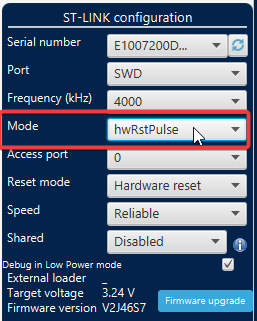 ST-LINK configuration
Serial number E1007200D...
Port SWD
Frequency (kHz) 4000
Mode hwRstPulse
Access port 0
Reset mode Hardware reset
Speed Reliable
Shared Disabled
Debug in Low Power mode
External loader _
Target voltage 3.24 V
Firmware version V2J46S7 Firmware upgrade